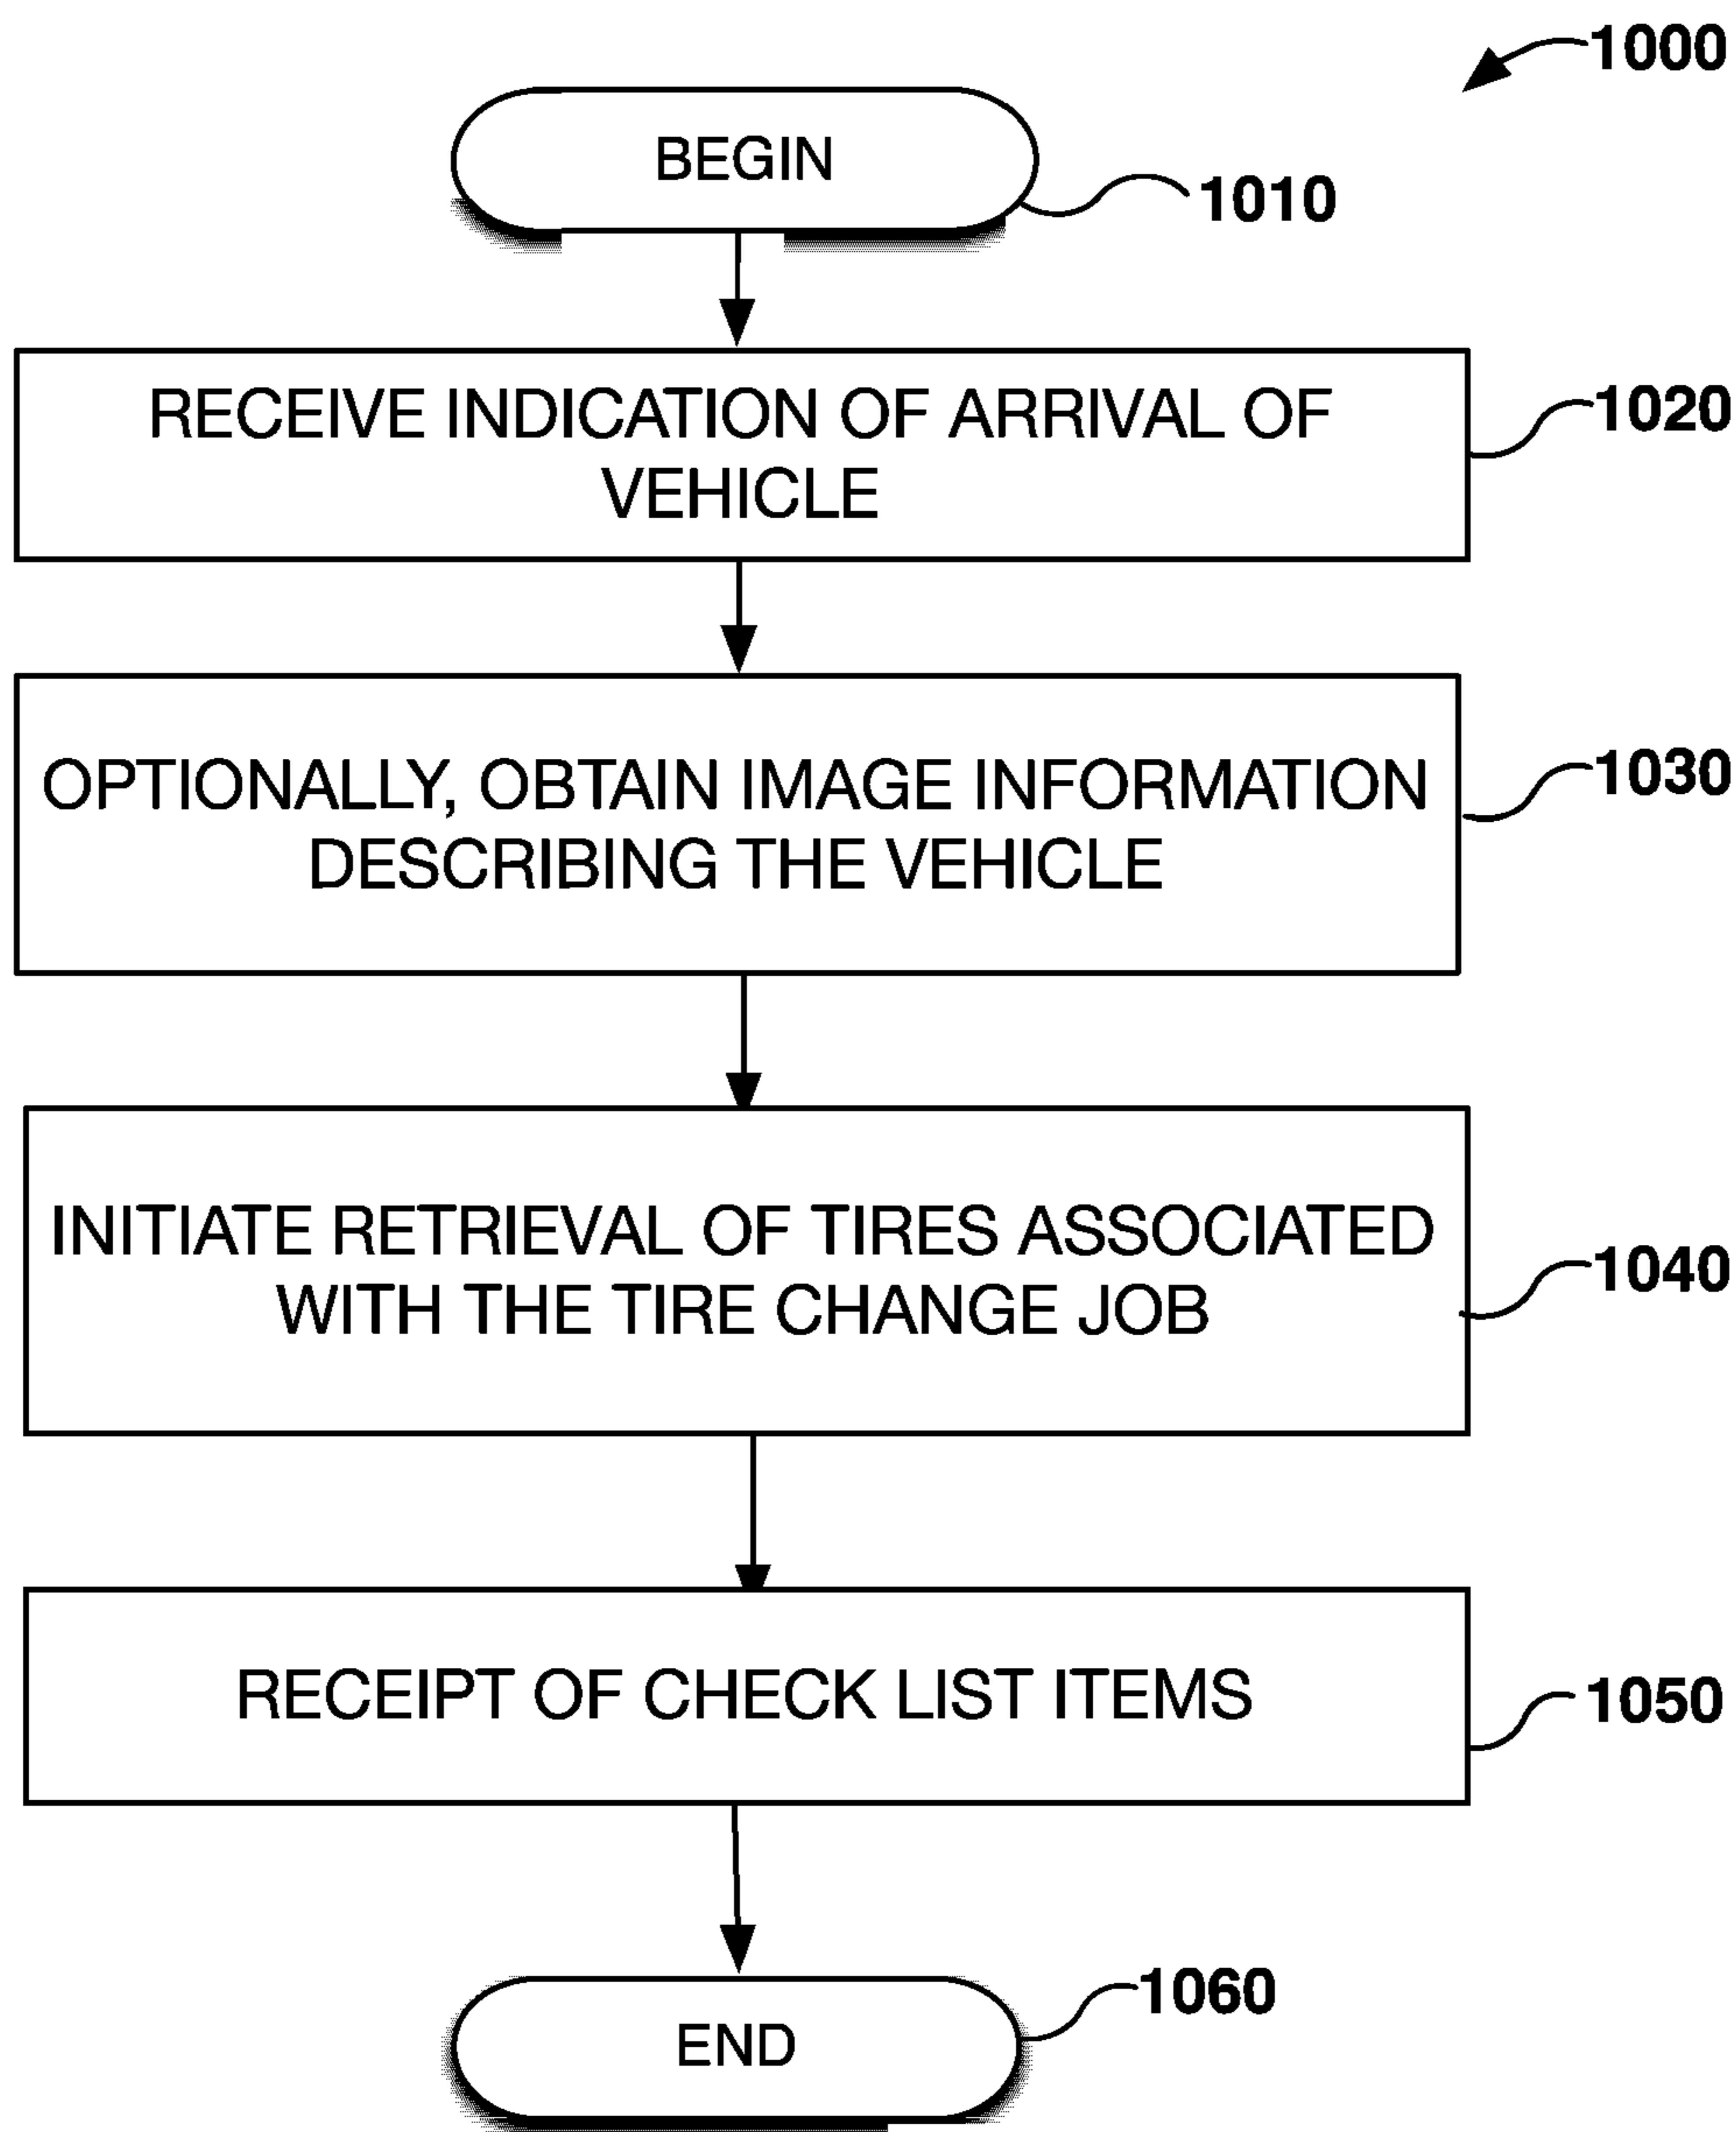 1000
BEGIN
1010
RECEIVE INDICATION OF ARRIVAL OF
VEHICLE
1020
OPTIONALLY, OBTAIN IMAGE INFORMATION
DESCRIBING THE VEHICLE
1030
INITIATE RETRIEVAL OF TIRES ASSOCIATED
WITH THE TIRE CHANGE JOB
1040
RECEIPT OF CHECK LIST ITEMS
1050
END
1060